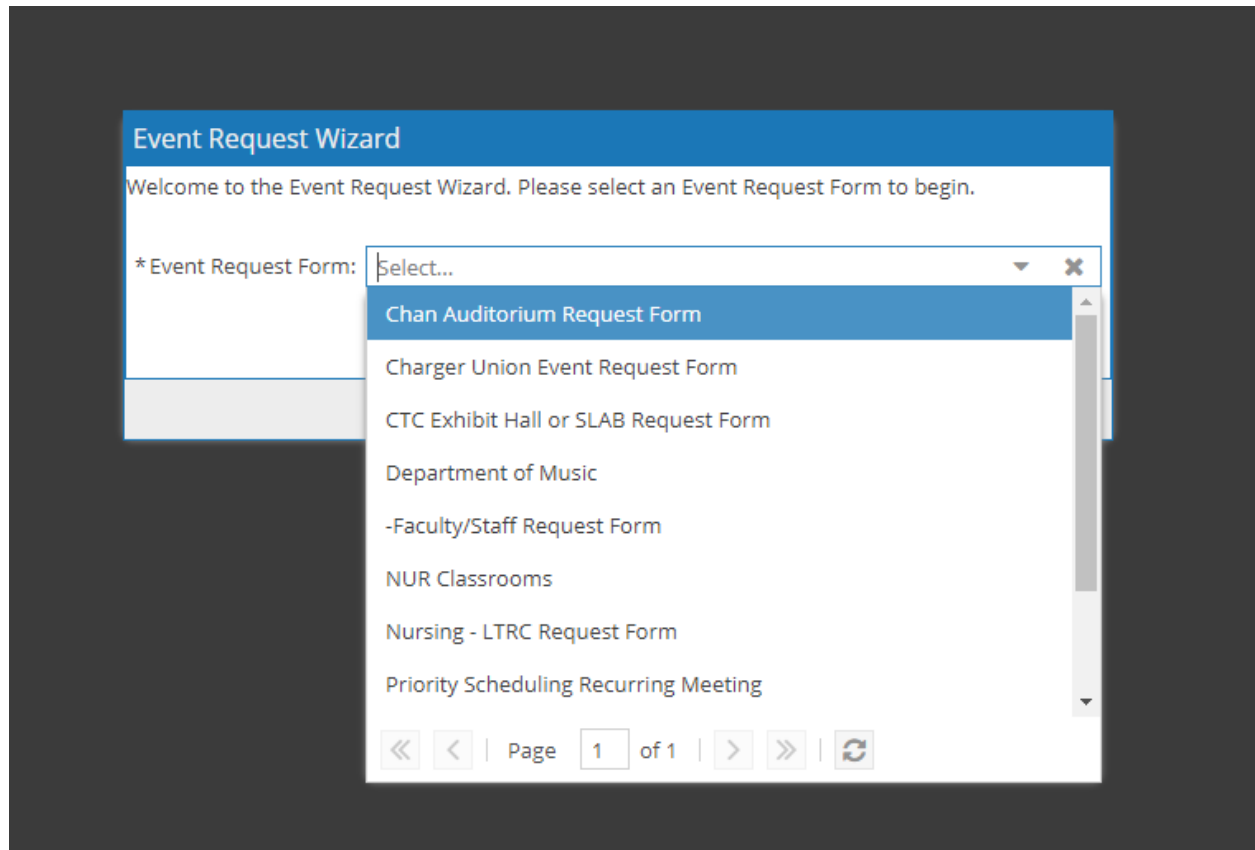 Event Request Wizard
Welcome to the Event Request Wizard. Please select an Event Request Form to begin.
* Event Request Form: Select...
Chan Auditorium Request Form
Charger Union Event Request Form
CTC Exhibit Hall or SLAB Request Form
Department of Music
-Faculty/Staff Request Form
NUR Classrooms
Nursing - LTRC Request Form
Priority Scheduling Recurring Meeting
Page 1 of 1